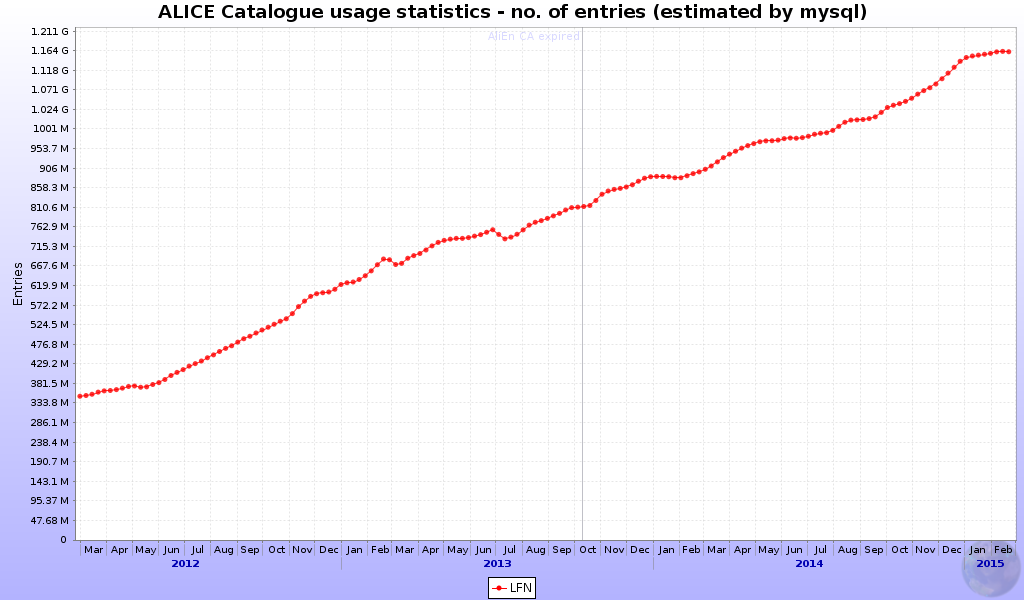 ALICE Catalogue usage statistics - no. of entries (estimated by mysql)
AliEn CA expired
1.211 G
1.164 G
1.118 G
1.071 G
1.024 G
1001 M
953.7 M
906 M
858.3 M
810.6 M
762.9 M
715.3 M
667.6 M
619.9 M
572.2 M
524.5 M
476.8 M
429.2 M
381.5 M
333.8 M
286.1 M
238.4 M
190.7 M
143.1 M
95.37 M
47.68 M
0
Entries
Mar Apr May Jun Jul Aug Sep Oct Nov Dec Jan Feb Mar Apr May Jun Jul Aug Sep Oct Nov Dec Jan Feb Mar Apr May Jun Jul Aug Sep Oct Nov Dec Jan Feb
2012 2013 2014 2015
LFN